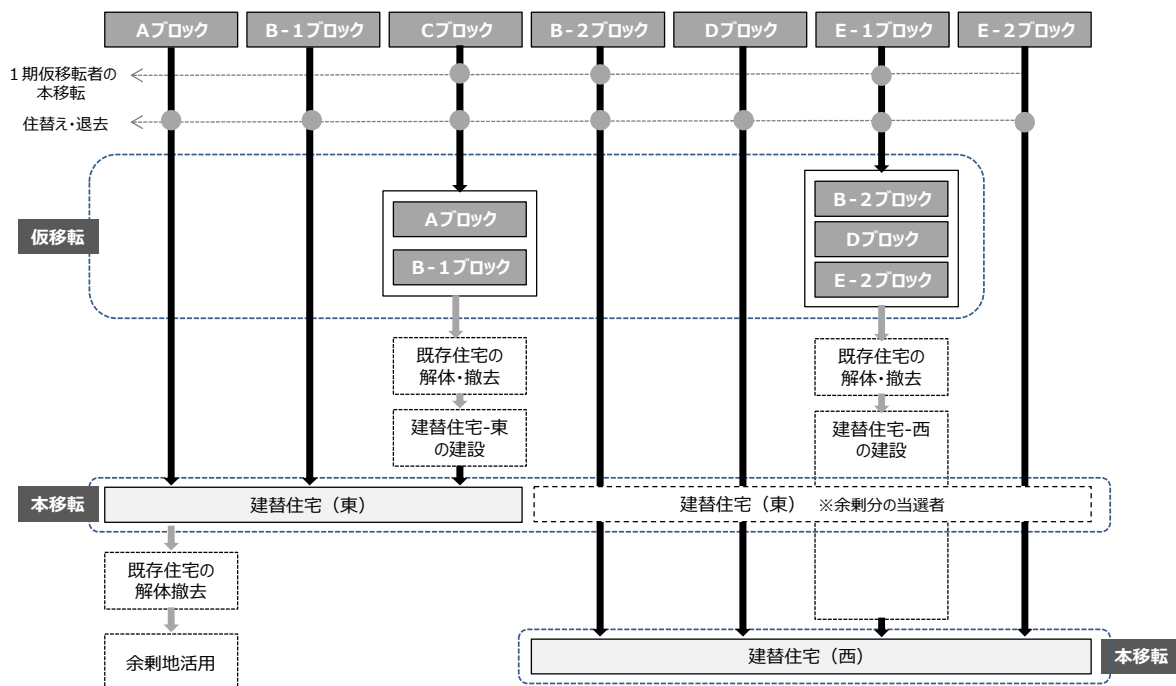 Aブロック
B-1ブロック
Cブロック
B-2ブロック
Dブロック
E-1ブロック
E-2ブロック
1期仮移転者の
本移転
住替え・退去
仮移転
Aブロック
B-1ブロック
B-2ブロック
Dブロック
E-2ブロック
既存住宅の
解体・撤去
既存住宅の
解体・撤去
建替住宅-東
の建設
建替住宅-西
の建設
本移転
建替住宅（東）
建替住宅（東） ※余剰分の当選者
既存住宅の
解体撤去
余剰地活用
建替住宅（西）
本移転